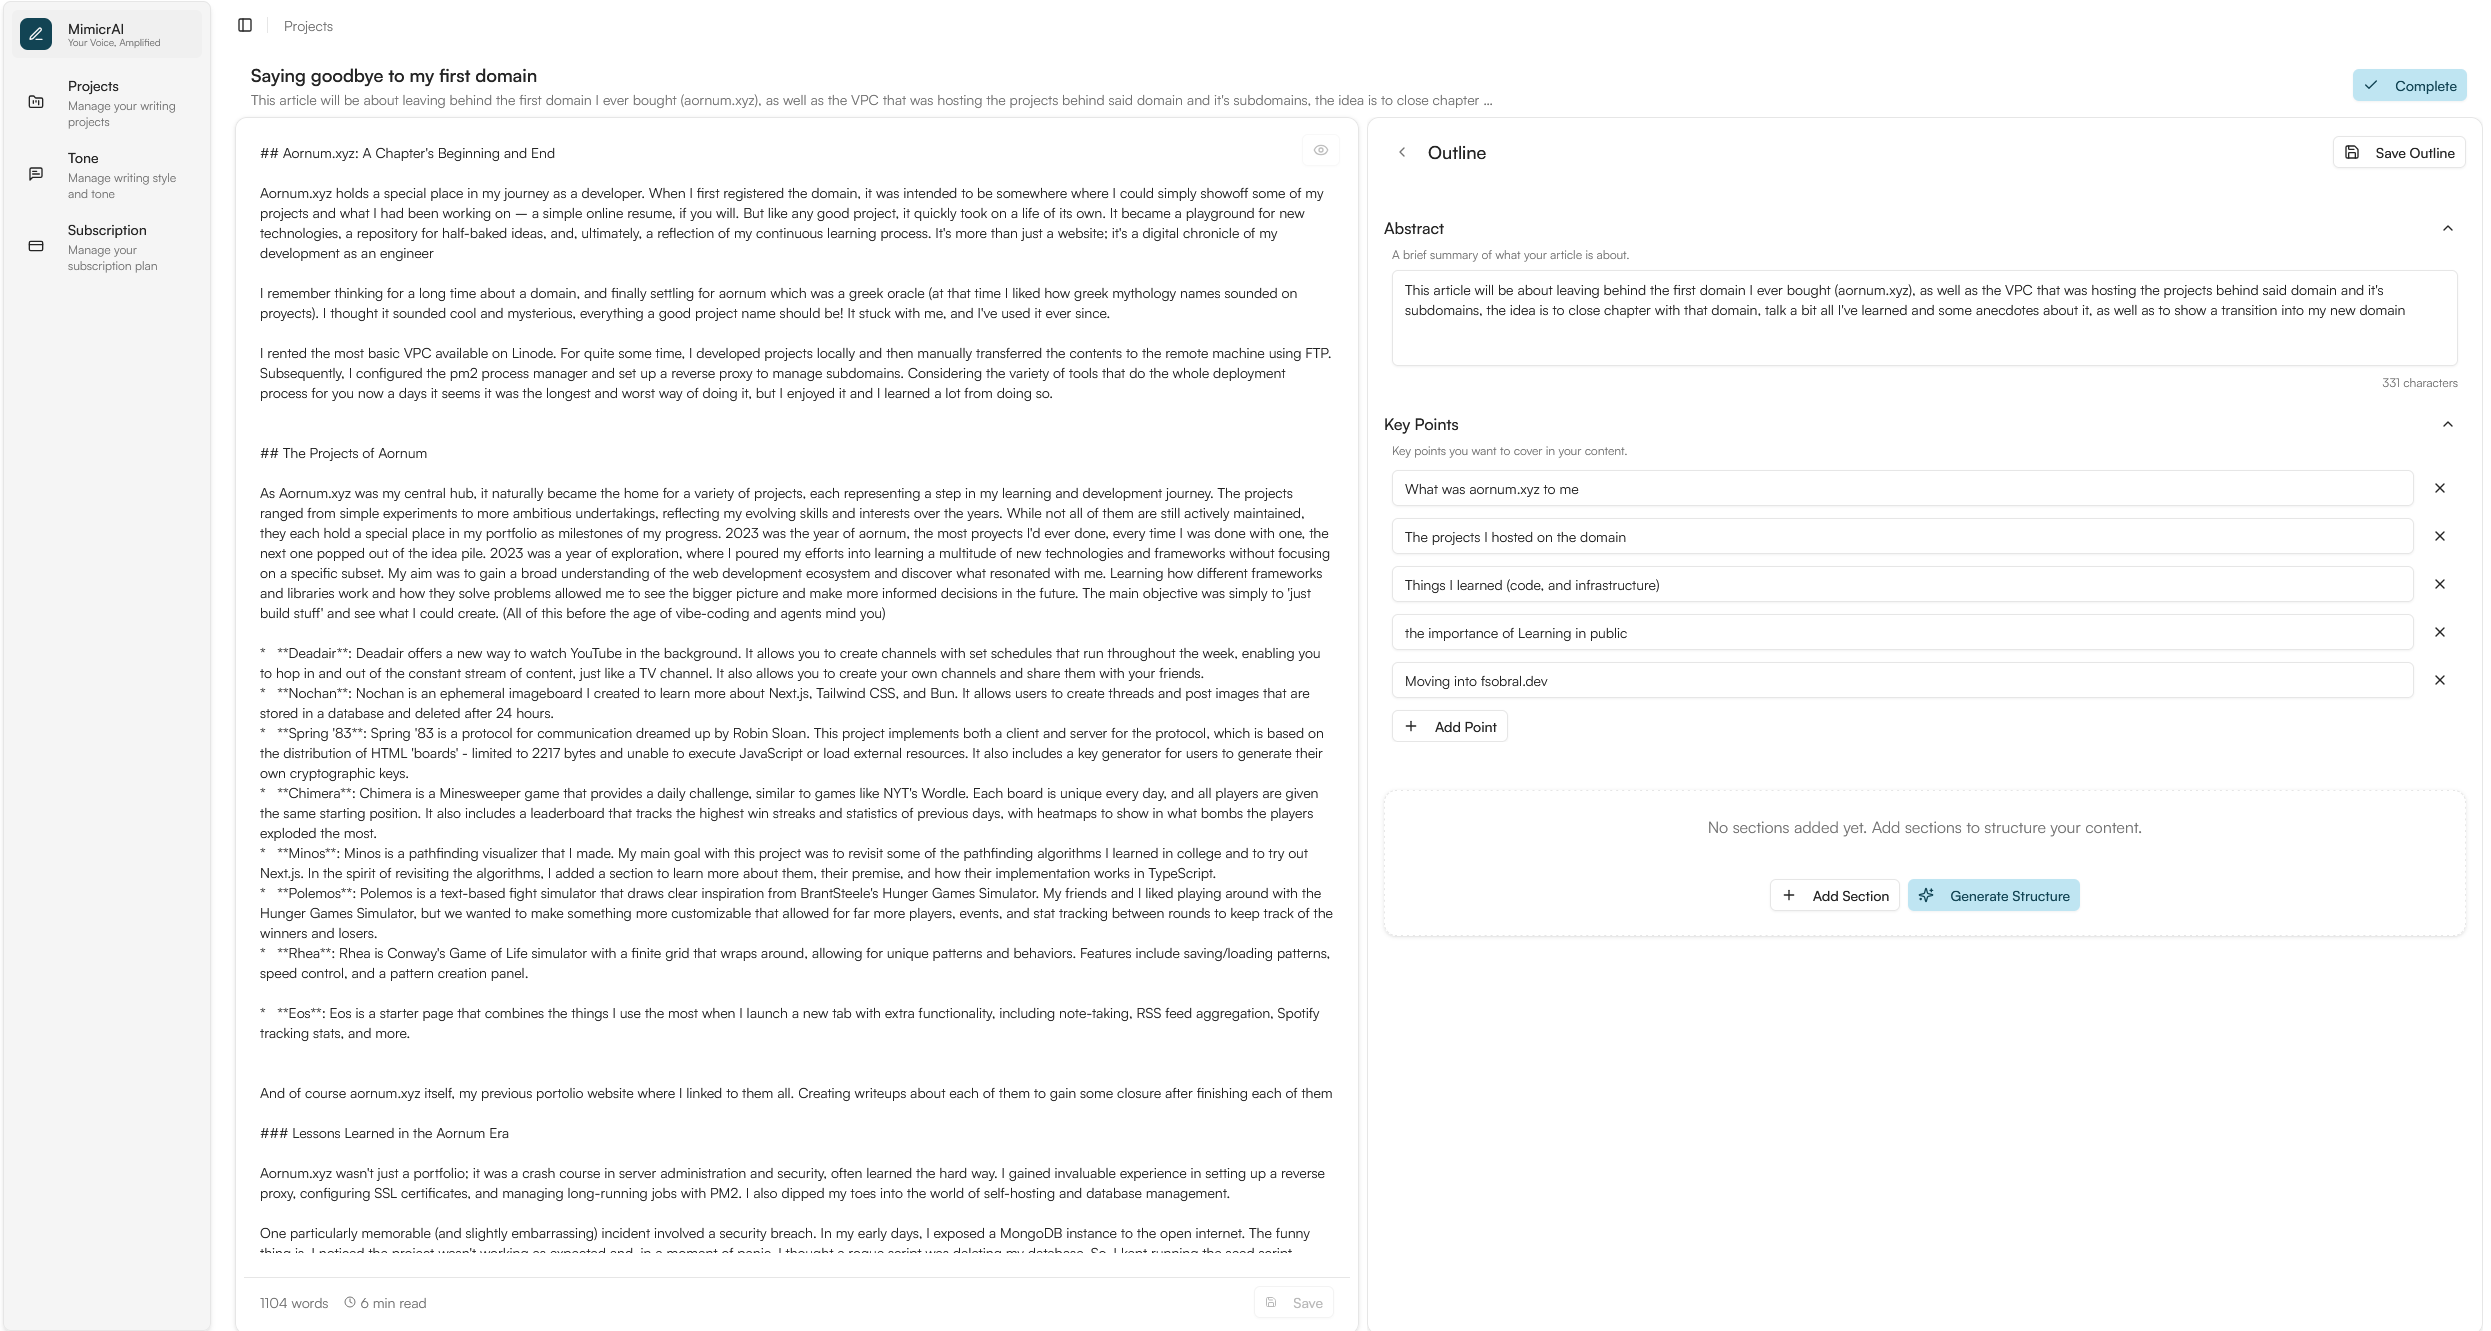 MimicrAI
Your Voice, Amplified
Projects
Manage your writing
projects
Tone
Manage writing style
and tone
Subscription
Manage your
subscription plan
Projects
Saying goodbye to my first domain
This article will be about leaving behind the first domain I ever bought (aornum.xyz), as well as the VPC that was hosting the projects behind said domain and it's subdomains, the idea is to close chapter ...
Complete
## Aornum.xyz: A Chapter's Beginning and End
Aornum.xyz holds a special place in my journey as a developer. When I first registered the domain, it was intended to be somewhere where I could simply showoff some of my
projects and what I had been working on — a simple online resume, if you will. But like any good project, it quickly took on a life of its own. It became a playground for new
technologies, a repository for half-baked ideas, and, ultimately, a reflection of my continuous learning process. It's more than just a website; it's a digital chronicle of my
development as an engineer
I remember thinking for a long time about a domain, and finally settling for aornum which was a greek oracle (at that time I liked how greek mythology names sounded on
proyects). I thought it sounded cool and mysterious, everything a good project name should be! It stuck with me, and I've used it ever since.
I rented the most basic VPC available on Linode. For quite some time, I developed projects locally and then manually transferred the contents to the remote machine using FTP.
Subsequently, I configured the pm2 process manager and set up a reverse proxy to manage subdomains. Considering the variety of tools that do the whole deployment
process for you now a days it seems it was the longest and worst way of doing it, but I enjoyed it and I learned a lot from doing so.
## The Projects of Aornum
As Aornum.xyz was my central hub, it naturally became the home for a variety of projects, each representing a step in my learning and development journey. The projects
ranged from simple experiments to more ambitious undertakings, reflecting my evolving skills and interests over the years. While not all of them are still actively maintained,
they each hold a special place in my portfolio as milestones of my progress. 2023 was the year of aornum, the most proyects I'd ever done, every time I was done with one, the
next one popped out of the idea pile. 2023 was a year of exploration, where I poured my efforts into learning a multitude of new technologies and frameworks without focusing
on a specific subset. My aim was to gain a broad understanding of the web development ecosystem and discover what resonated with me. Learning how different frameworks
and libraries work and how they solve problems allowed me to see the bigger picture and make more informed decisions in the future. The main objective was simply to 'just
build stuff' and see what I could create. (All of this before the age of vibe-coding and agents mind you)
* **Deadair**: Deadair offers a new way to watch YouTube in the background. It allows you to create channels with set schedules that run throughout the week, enabling you
to hop in and out of the constant stream of content, just like a TV channel. It also allows you to create your own channels and share them with your friends.
* **Nochan**: Nochan is an ephemeral imageboard I created to learn more about Next.js, Tailwind CSS, and Bun. It allows users to create threads and post images that are
stored in a database and deleted after 24 hours.
* **Spring '83**: Spring '83 is a protocol for communication dreamed up by Robin Sloan. This project implements both a client and server for the protocol, which is based on
the distribution of HTML 'boards' - limited to 2217 bytes and unable to execute JavaScript or load external resources. It also includes a key generator for users to generate their
own cryptographic keys.
* **Chimera**: Chimera is a Minesweeper game that provides a daily challenge, similar to games like NYT's Wordle. Each board is unique every day, and all players are given
the same starting position. It also includes a leaderboard that tracks the highest win streaks and statistics of previous days, with heatmaps to show in what bombs the players
exploded the most.
* **Minos**: Minos is a pathfinding visualizer that I made. My main goal with this project was to revisit some of the pathfinding algorithms I learned in college and to try out
Next.js. In the spirit of revisiting the algorithms, I added a section to learn more about them, their premise, and how their implementation works in TypeScript.
* **Polemos**: Polemos is a text-based fight simulator that draws clear inspiration from BrantSteele's Hunger Games Simulator. My friends and I liked playing around with the
Hunger Games Simulator, but we wanted to make something more customizable that allowed for far more players, events, and stat tracking between rounds to keep track of the
winners and losers.
* **Rhea**: Rhea is Conway's Game of Life simulator with a finite grid that wraps around, allowing for unique patterns and behaviors. Features include saving/loading patterns,
speed control, and a pattern creation panel.
* **Eos**: Eos is a starter page that combines the things I use the most when I launch a new tab with extra functionality, including note-taking, RSS feed aggregation, Spotify
tracking stats, and more.
And of course aornum.xyz itself, my previous portolio website where I linked to them all. Creating writeups about each of them to gain some closure after finishing each of them
### Lessons Learned in the Aornum Era
Aornum.xyz wasn't just a portfolio; it was a crash course in server administration and security, often learned the hard way. I gained invaluable experience in setting up a reverse
proxy, configuring SSL certificates, and managing long-running jobs with PM2. I also dipped my toes into the world of self-hosting and database management.
One particularly memorable (and slightly embarrassing) incident involved a security breach. In my early days, I exposed a MongoDB instance to the open internet. The funny
thing is, I noticed the project wasn't working as expected and, in a moment of panic, I thought a rogue script was deleting my database. So, I kept running the seed script
1104 words
6 min read
Save
Outline
Save Outline
Abstract
A brief summary of what your article is about.
This article will be about leaving behind the first domain I ever bought (aornum.xyz), as well as the VPC that was hosting the projects behind said domain and it's
subdomains, the idea is to close chapter with that domain, talk a bit all I've learned and some anecdotes about it, as well as to show a transition into my new domain
331 characters
Key Points
Key points you want to cover in your content.
What was aornum.xyz to me
The projects I hosted on the domain
Things I learned (code, and infrastructure)
the importance of Learning in public
Moving into fsobral.dev
Add Point
No sections added yet. Add sections to structure your content.
Add Section
Generate Structure